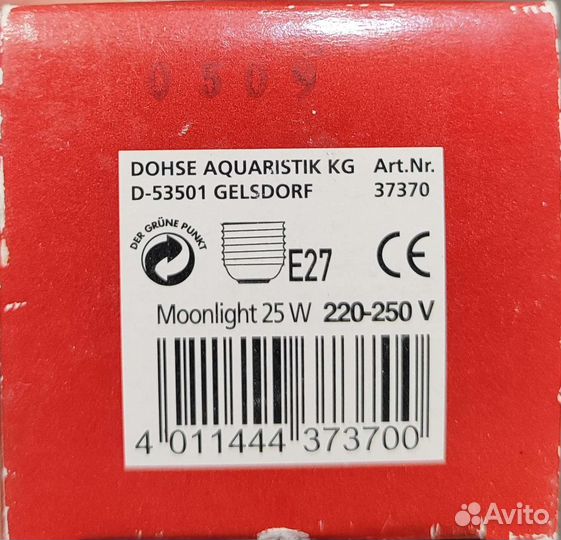 0509
DOHSE AQUARISTIK KG Art.Nr.
D-53501 GELSDORF 37370
DER GRÜNE PUNKT
E27
CE
Moonlight 25 W 220-250 V
4 011444 373700
Avito